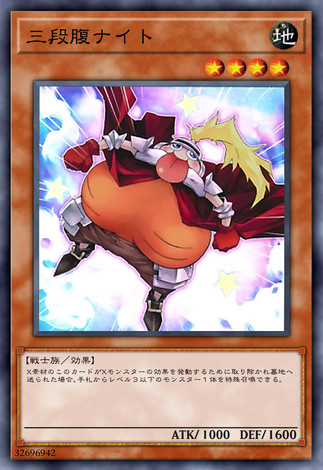 三段腹ナイト
地
【戦士族／効果】
X素材のこのカードがXモンスターの効果を発動するために取り除かれ墓地へ
送られた場合、手札からレベル３以下のモンスター１体を特殊召喚できる。
ATK/ 1000 DEF/1600
32696942